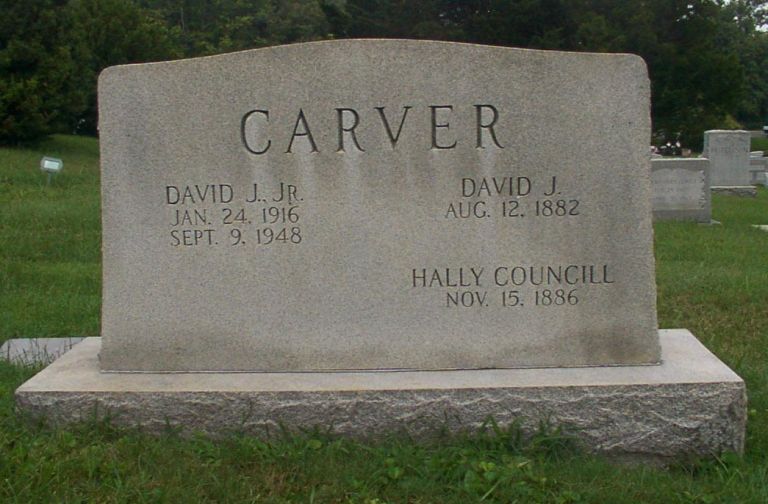 CARVER
DAVID J., JR.
JAN. 24, 1916
SEPT. 9, 1948
DAVID J.
AUG. 12, 1882
HALLY COUNCILL
NOV. 15, 1886